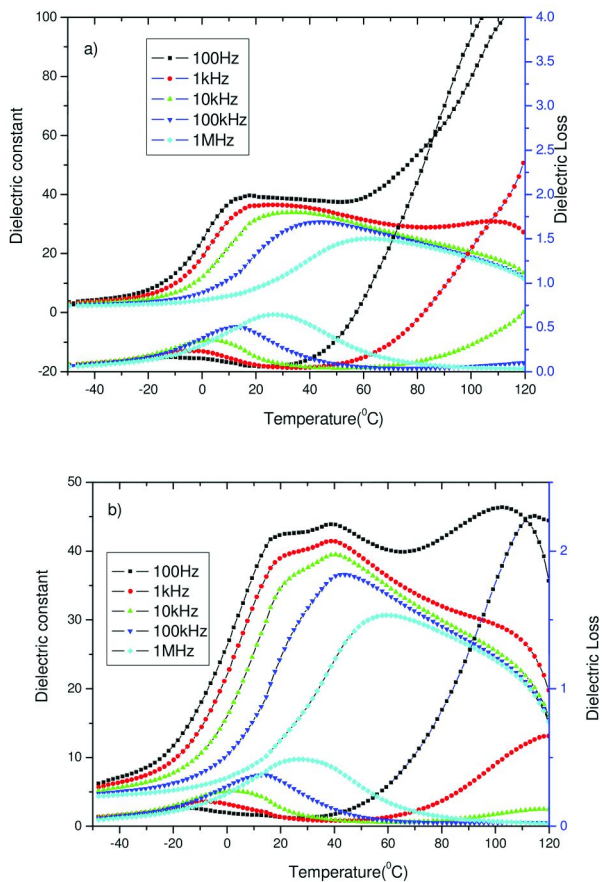 100
80
60
40
20
0
-20
4.0
3.5
3.0
2.5
2.0
1.5
1.0
0.5
0.0
a)
100Hz
1kHz
10kHz
100kHz
1MHz
Dielectric constant
Dielectric Loss
-40 -20 0 20 40 60 80 100 120
Temperature(⁰C)
50
40
30
20
10
0
2
1
0
b)
100Hz
1kHz
10kHz
100kHz
1MHz
Dielectric constant
Dielectric Loss
-40 -20 0 20 40 60 80 100 120
Temperature(⁰C)